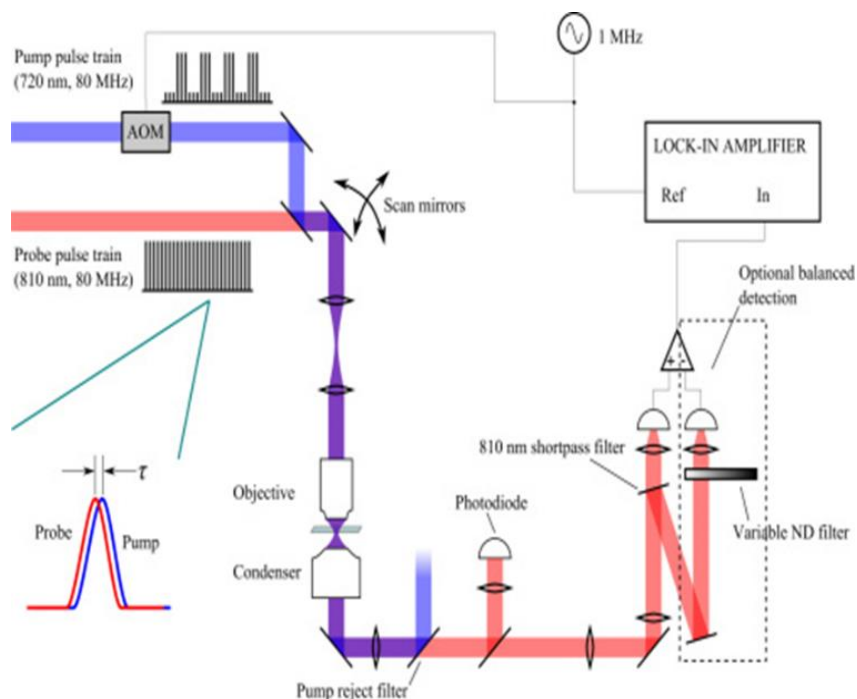 Pump pulse train
(720 nm, 80 MHz)
AOM
1 MHz
LOCK-IN AMPLIFIER
Ref
In
Scan mirrors
Probe pulse train
(810 nm, 80 MHz)
Optional balanced
detection
+ -
810 nm shortpass filter
τ
Objective
Photodiode
Probe
Pump
Variable ND filter
Condenser
Pump reject filter